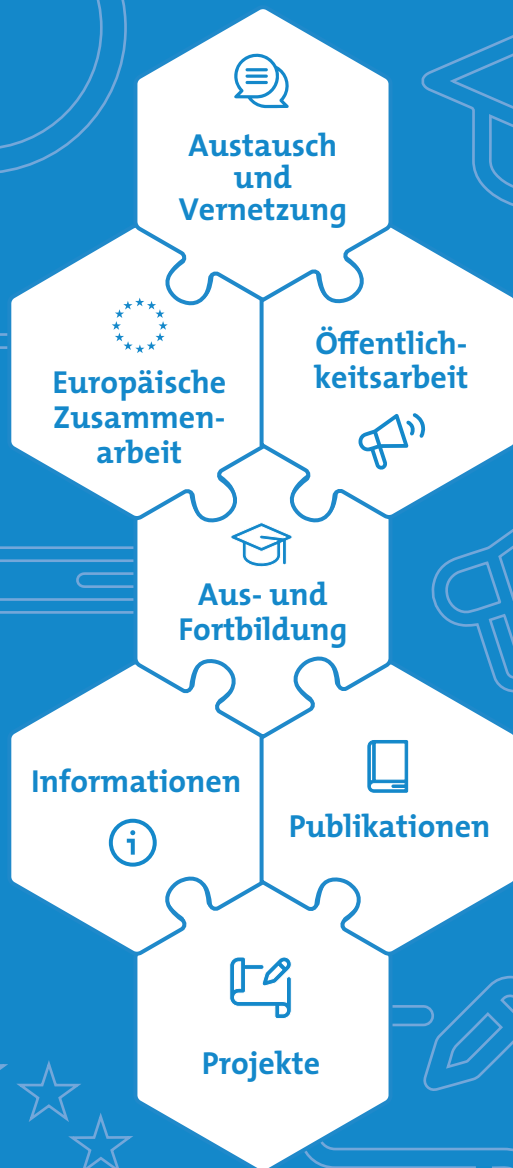 Austausch
und
Vernetzung
Europäische
Zusammen-
arbeit
Öffentlich-
keitsarbeit
Aus- und
Fortbildung
Informationen
i
Publikationen
Projekte